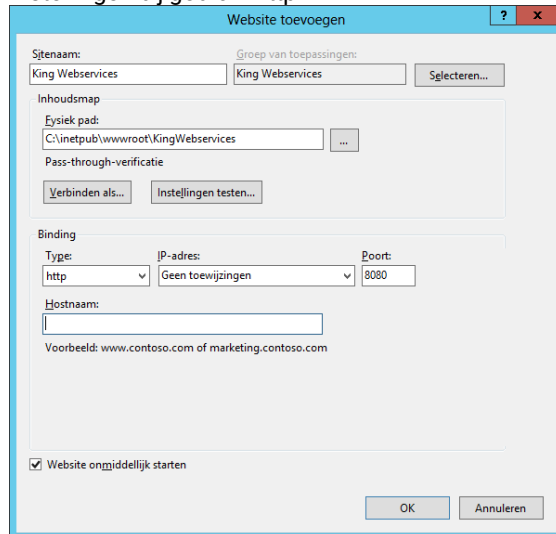 Website toevoegen
? x
Sitenaam: Groep van toepassingen:
King Webservices King Webservices Selecteren...
Inhoudsmap
Fysiek pad:
C:\inetpub\wwwroot\KingWebservices ...
Pass-through-verificatie
Verbinden als... Instellingen testen...
Binding
Type: IP-adres: Poort:
http Geen toewijzingen 8080
Hostnaam:
Voorbeeld: www.contoso.com of marketing.contoso.com
Website onmiddellijk starten
OK Annuleren